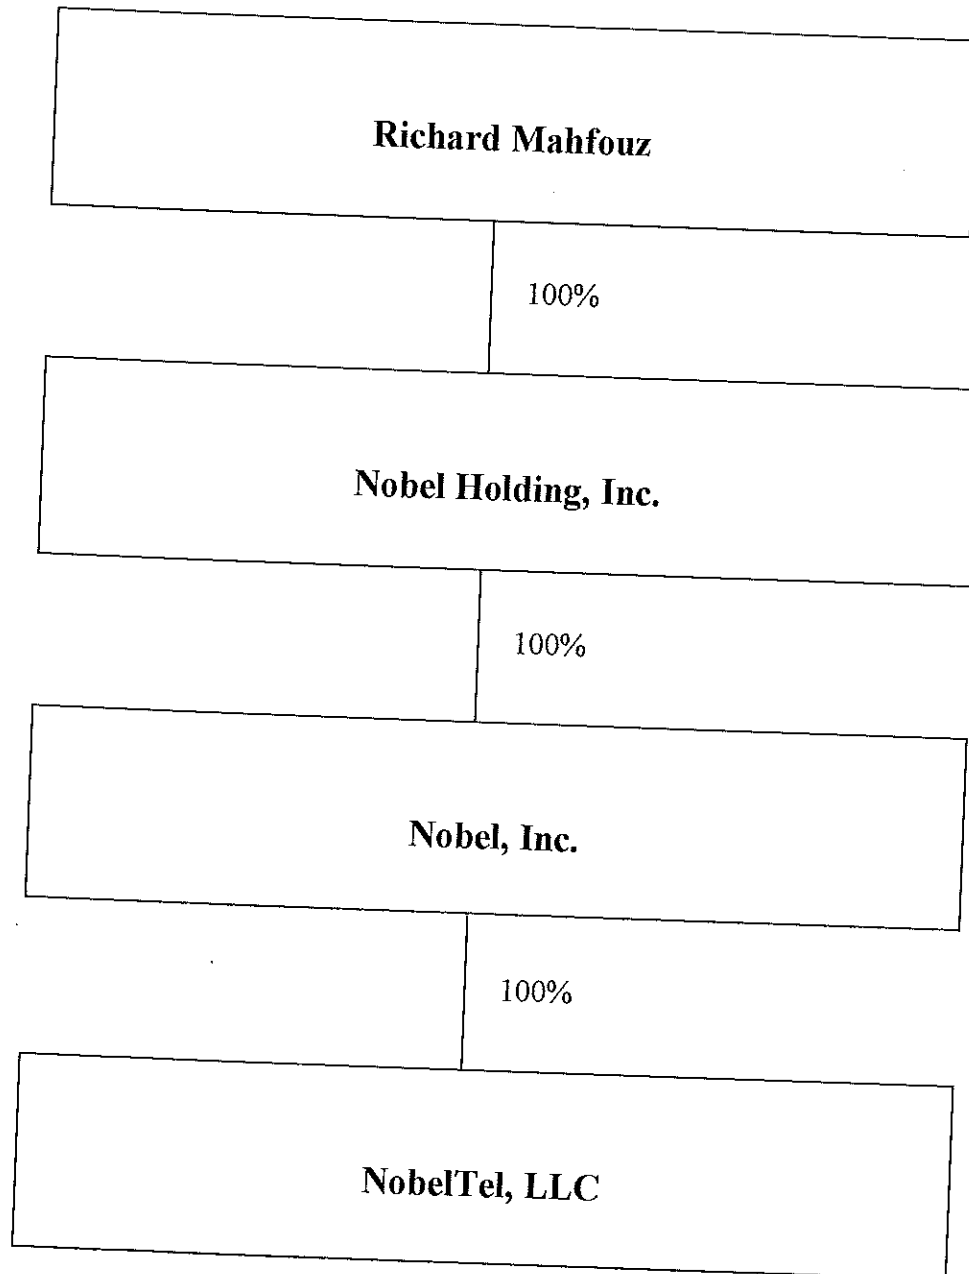 Richard Mahfouz
100%
Nobel Holding, Inc.
100%
Nobel, Inc.
100%
NobelTel, LLC